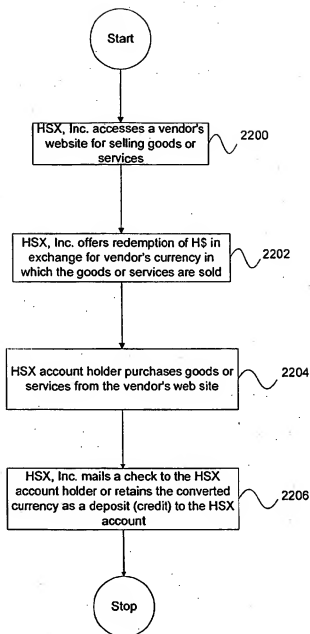 Start
HSX, Inc. accesses a vendor's
website for selling goods or
services
2200
HSX, Inc. offers redemption of H$ in
exchange for vendor's currency in
which the goods or services are sold
2202
HSX account holder purchases goods or
services from the vendor's web site
2204
HSX, Inc. mails a check to the HSX
account holder or retains the converted
currency as a deposit (credit) to the HSX
account
2206
Stop